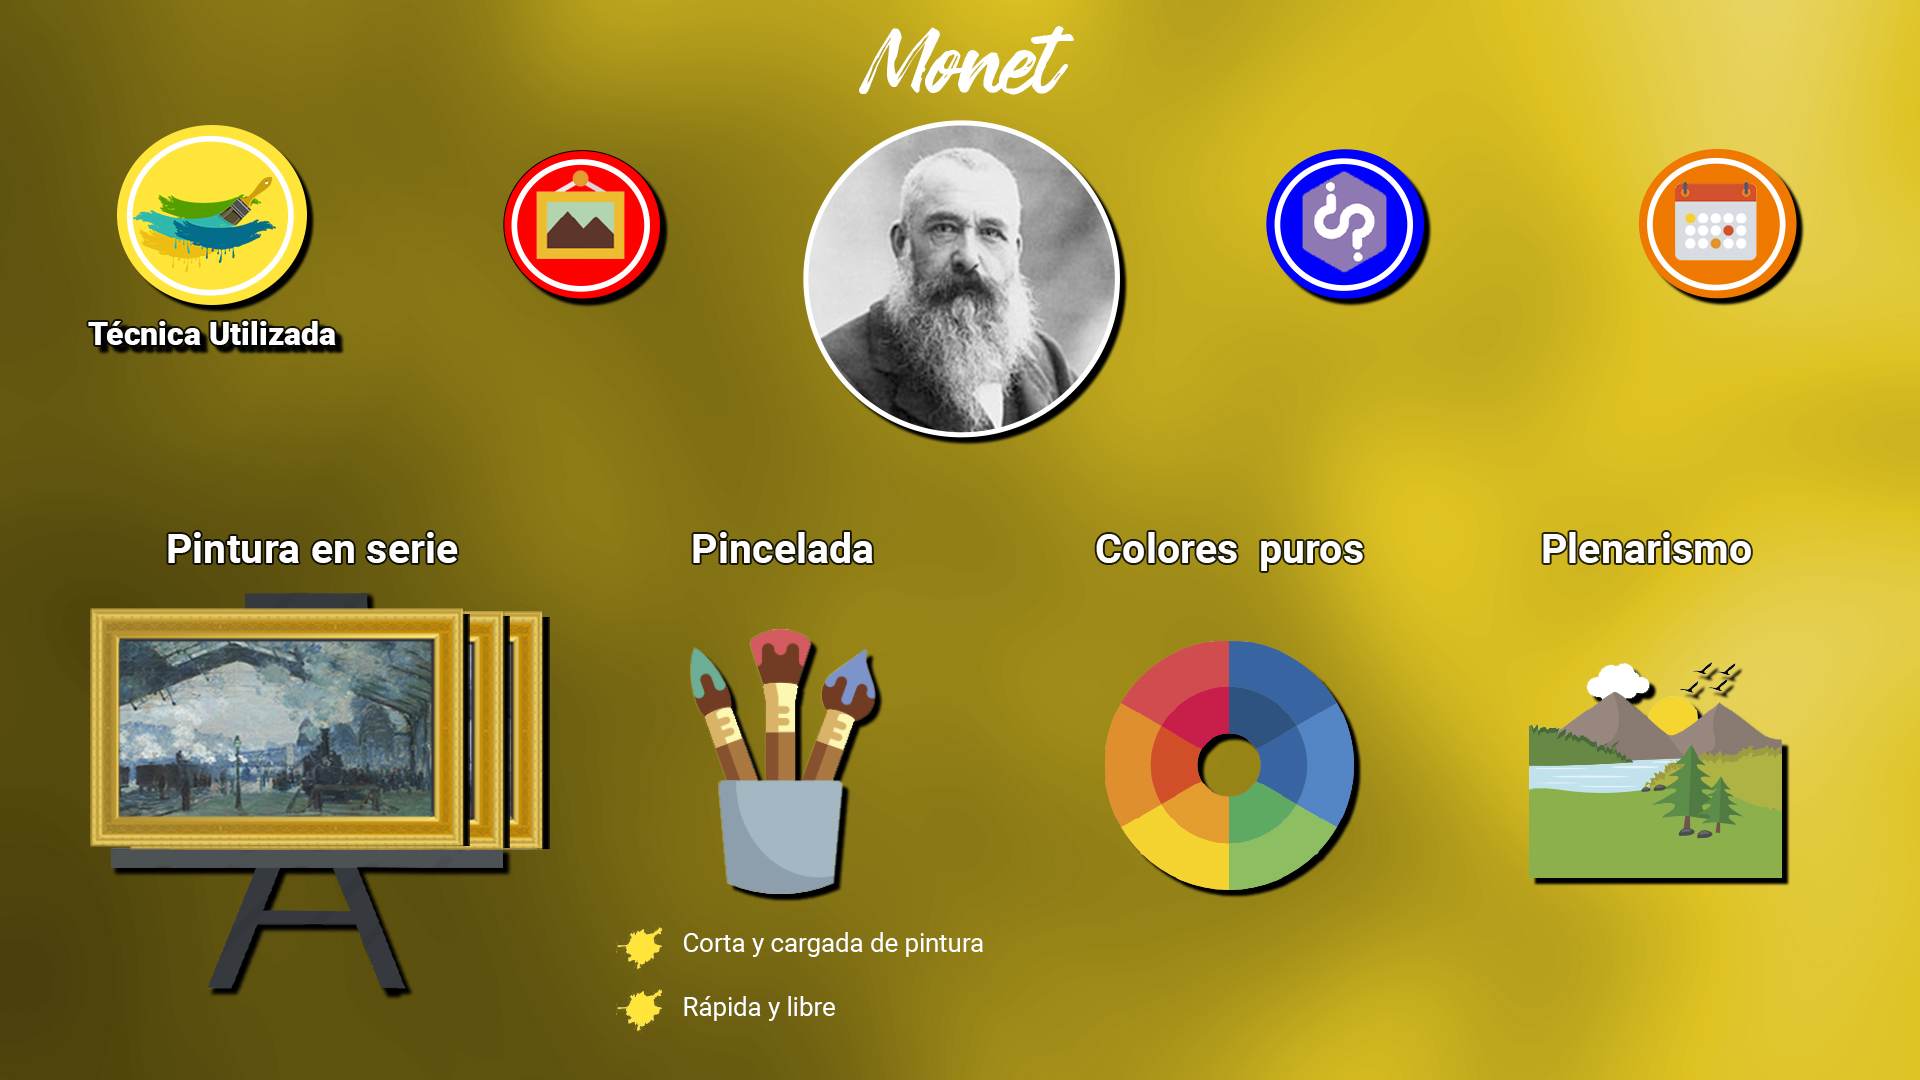 Monet
Técnica Utilizada
Pintura en serie
Pincelada
Colores puros
Plenarismo
Corta y cargada de pintura
Rápida y libre